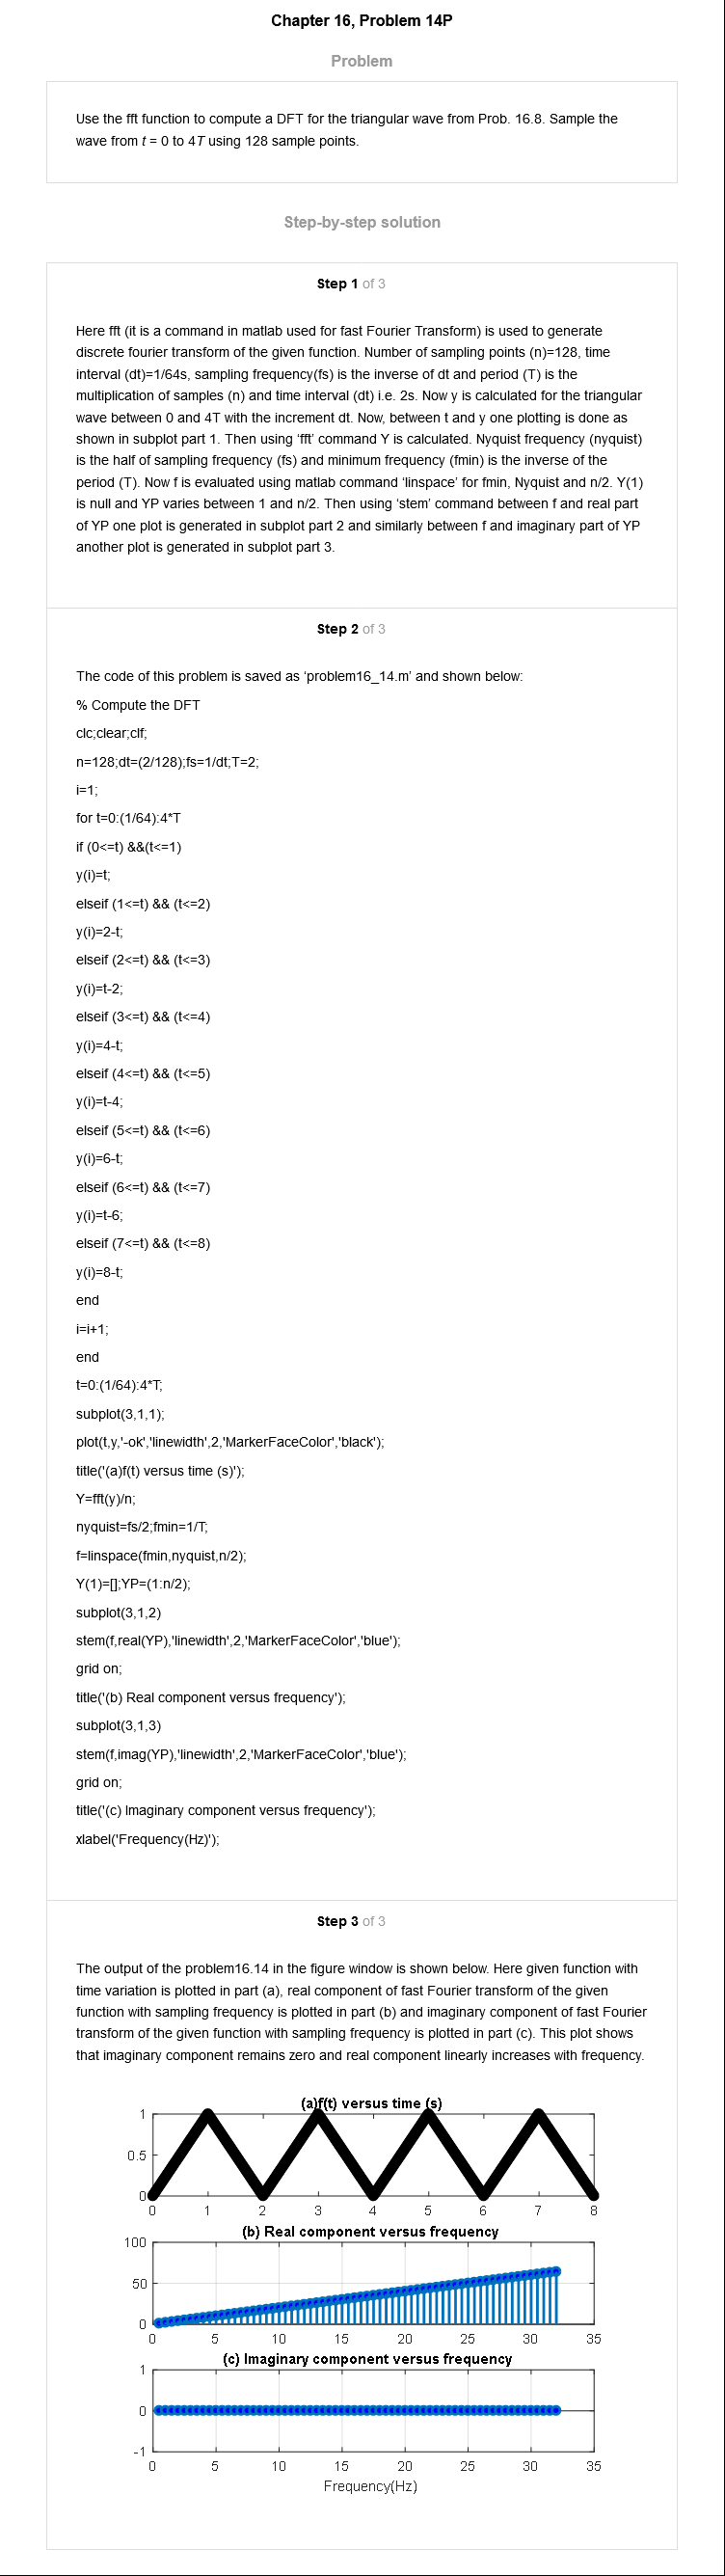 Chapter 16, Problem 14P
Problem
Use the fft function to compute a DFT for the triangular wave from Prob. 16.8. Sample the
wave from t = 0 to 4T using 128 sample points.
Step-by-step solution
Step 1 of 3
Here fft (it is a command in matlab used for fast Fourier Transform) is used to generate
discrete fourier transform of the given function. Number of sampling points (n)=128, time
interval (dt)=1/64s, sampling frequency(fs) is the inverse of dt and period (T) is the
multiplication of samples (n) and time interval (dt) i.e. 2s. Now y is calculated for the triangular
wave between 0 and 4T with the increment dt. Now, between t and y one plotting is done as
shown in subplot part 1. Then using ‘fft’ command Y is calculated. Nyquist frequency (nyquist)
is the half of sampling frequency (fs) and minimum frequency (fmin) is the inverse of the
period (T). Now f is evaluated using matlab command ‘linspace’ for fmin, Nyquist and n/2. Y(1)
is null and YP varies between 1 and n/2. Then using ‘stem’ command between f and real part
of YP one plot is generated in subplot part 2 and similarly between f and imaginary part of YP
another plot is generated in subplot part 3.
Step 2 of 3
The code of this problem is saved as ‘problem16_14.m’ and shown below:
% Compute the DFT
clc;clear;clf;
n=128;dt=(2/128);fs=1/dt;T=2;
i=1;
for t=0:(1/64):4*T
if (0<=t) &&(t<=1)
y(i)=t;
elseif (1<=t) && (t<=2)
y(i)=2-t;
elseif (2<=t) && (t<=3)
y(i)=t-2;
elseif (3<=t) && (t<=4)
y(i)=4-t;
elseif (4<=t) && (t<=5)
y(i)=t-4;
elseif (5<=t) && (t<=6)
y(i)=6-t;
elseif (6<=t) && (t<=7)
y(i)=t-6;
elseif (7<=t) && (t<=8)
y(i)=8-t;
end
i=i+1;
end
t=0:(1/64):4*T;
subplot(3,1,1);
plot(t,y,'-ok','linewidth',2,'MarkerFaceColor','black');
title('(a)f(t) versus time (s)');
Y=fft(y)/n;
nyquist=fs/2;fmin=1/T;
f=linspace(fmin,nyquist,n/2);
Y(1)=[];YP=(1:n/2);
subplot(3,1,2)
stem(f,real(YP),'linewidth',2,'MarkerFaceColor','blue');
grid on;
title('(b) Real component versus frequency');
subplot(3,1,3)
stem(f,imag(YP),'linewidth',2,'MarkerFaceColor','blue');
grid on;
title('(c) Imaginary component versus frequency');
xlabel('Frequency(Hz)');
Step 3 of 3
The output of the problem16.14 in the figure window is shown below. Here given function with
time variation is plotted in part (a), real component of fast Fourier transform of the given
function with sampling frequency is plotted in part (b) and imaginary component of fast Fourier
transform of the given function with sampling frequency is plotted in part (c). This plot shows
that imaginary component remains zero and real component linearly increases with frequency.
(a)f(t) versus time (s)
1
0.5
0
0 1 2 3 4 5 6 7 8
(b) Real component versus frequency
100
50
0
0 5 10 15 20 25 30 35
(c) Imaginary component versus frequency
1
0
-1
0 5 10 15 20 25 30 35
Frequency(Hz)